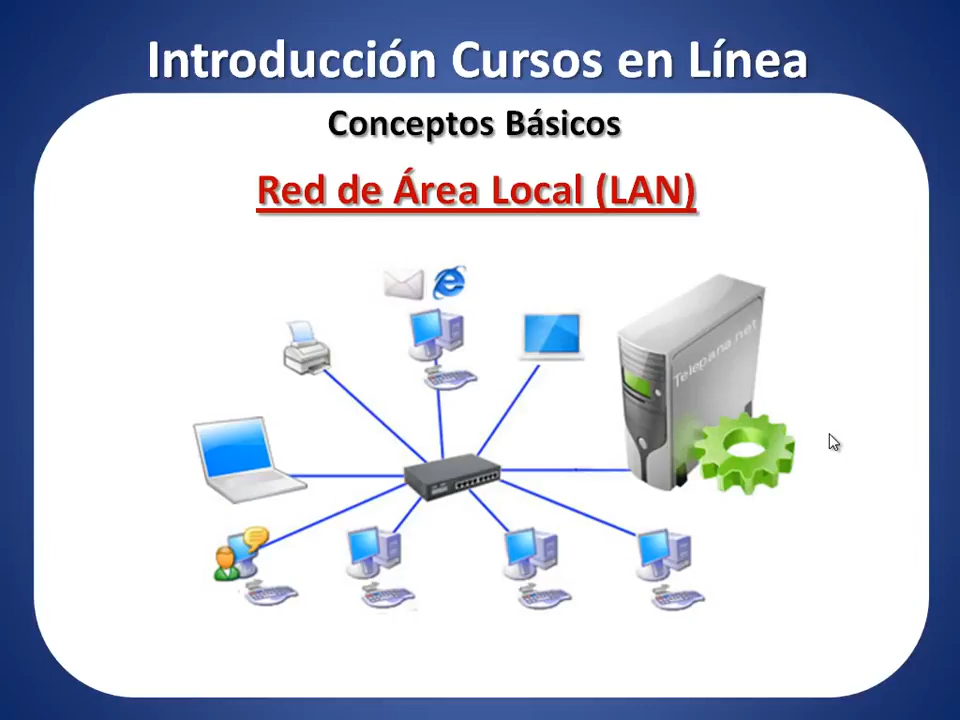 Introducción Cursos en Línea
Conceptos Básicos
Red de Área Local (LAN)
Telepana.net